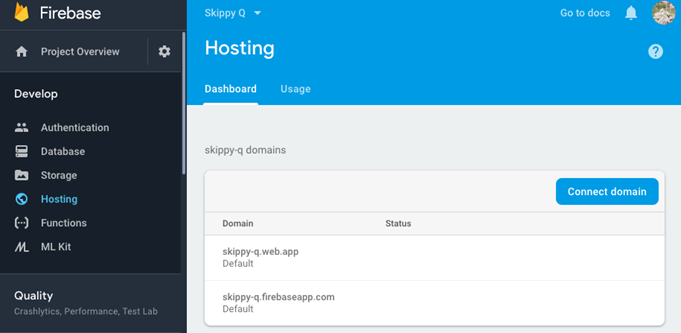 Firebase
Project Overview
Develop
Authentication
Database
Storage
Hosting
Functions
ML Kit
Quality
Crashlytics, Performance, Test Lab
Skippy Q
Go to docs
Hosting
Dashboard
Usage
skippy-q domains
Connect domain
Domain
Status
skippy-q.web.app
Default
skippy-q.firebaseapp.com
Default